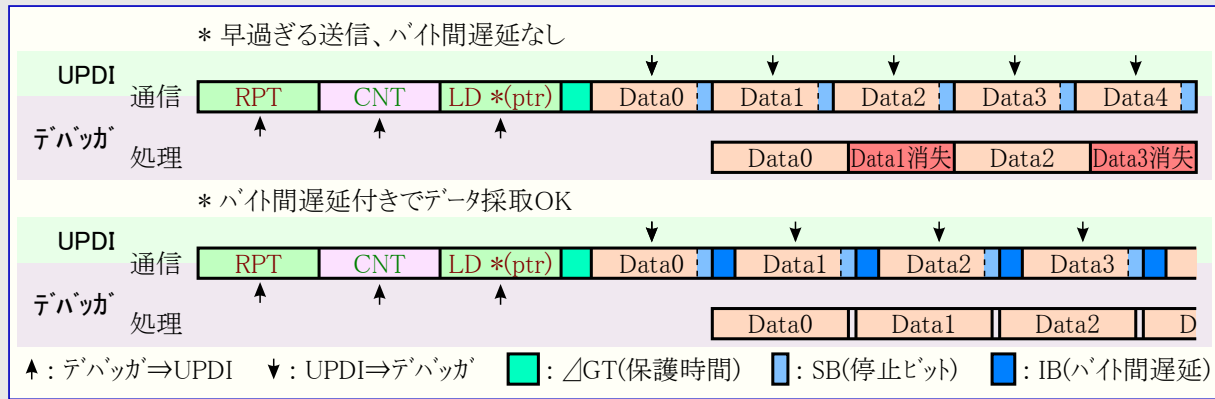 * 早過ぎる送信、バイト間遅延なし
UPDI
通信 RPT CNT LD *(ptr) Data0 Data1 Data2 Data3 Data4
デバッガ
処理 Data0 Data1消失 Data2 Data3消失
* バイト間遅延付きでデータ採取OK
UPDI
通信 RPT CNT LD *(ptr) Data0 Data1 Data2 Data3
デバッガ
処理 Data0 Data1 Data2 D
↑ : デバッガ⇒UPDI ↓ : UPDI⇒デバッガ : ⊿GT(保護時間) : SB(停止ビット) : IB(バイト間遅延)